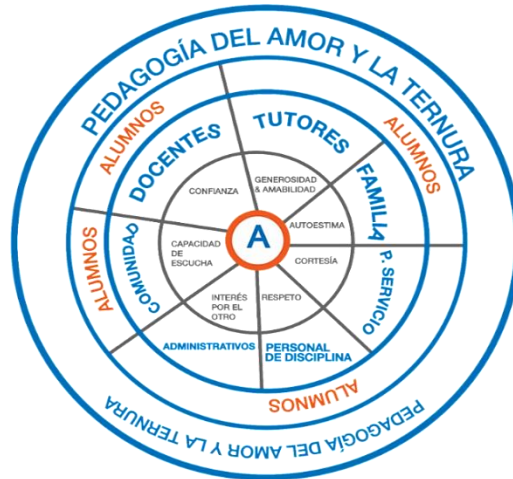 PEDAGOGÍA DEL AMOR Y LA TERNURA
ALUMNOS
ALUMNOS
ALUMNOS
ALUMNOS
DOCENTES
TUTORES
FAMILIA
P. SERVICIO
PERSONAL
DE DISCIPLINA
ADMINISTRATIVOS
COMUNIDAD
CONFIANZA
GENEROSIDAD
& AMABILIDAD
AUTOESTIMA
CORTESÍA
RESPETO
INTERÉS
POR EL
OTRO
CAPACIDAD
DE
ESCUCHA
A
PEDAGOGÍA DEL AMOR Y LA TERNURA